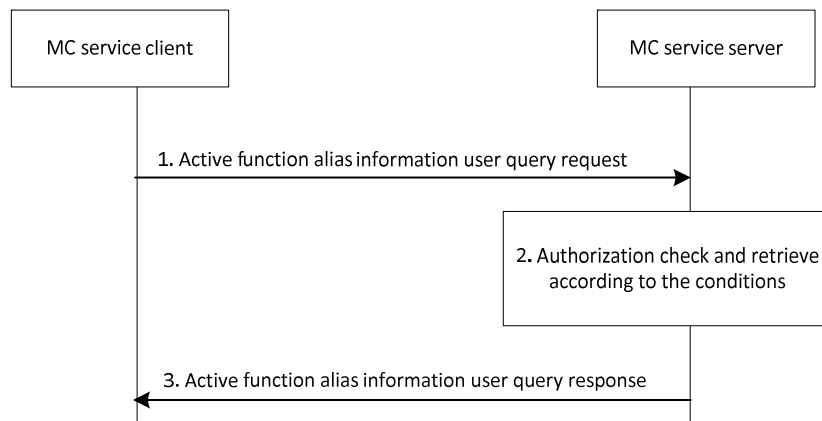 MC service client
MC service server
1. Active function alias information user query request
2. Authorization check and retrieve
according to the conditions
3. Active function alias information user query response